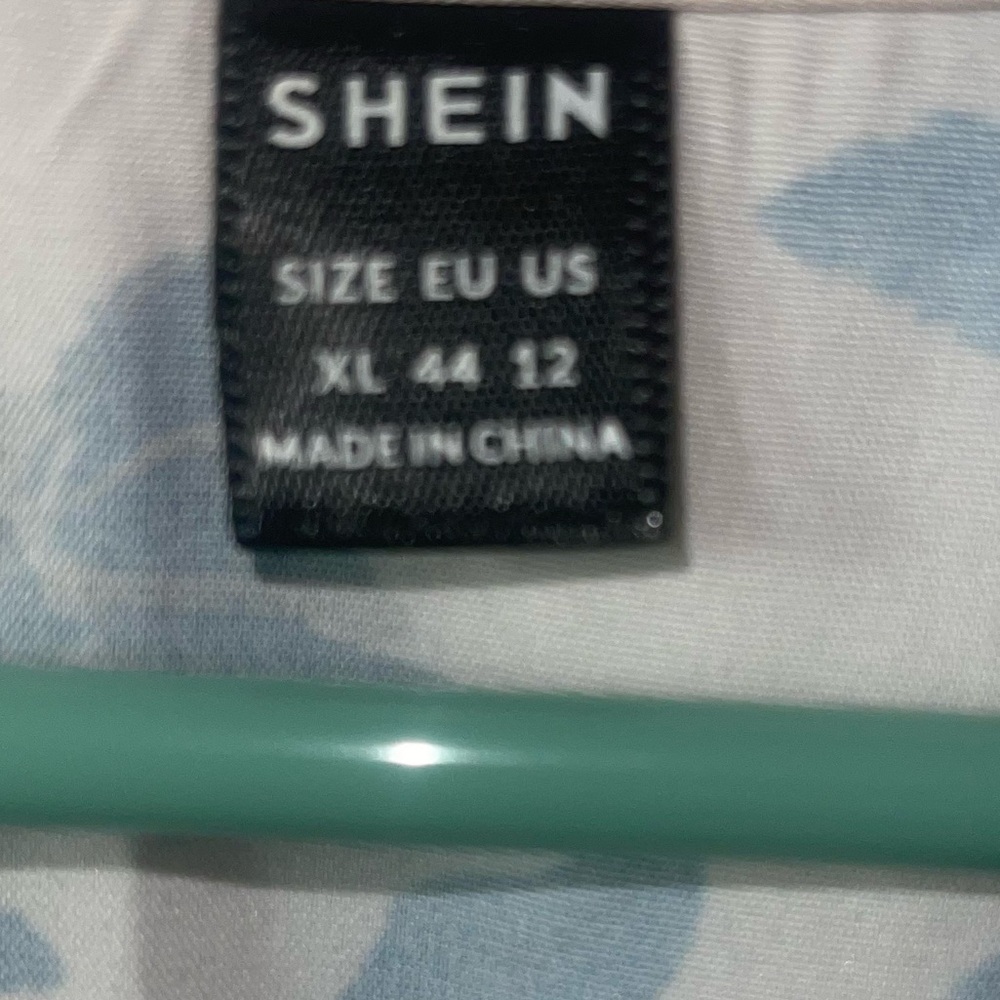 SHEIN
SIZE EU US
XL 44 12
MADE IN CHINA